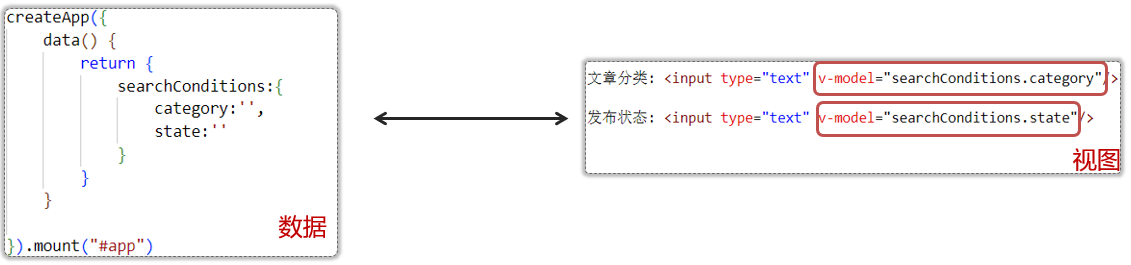 createApp({
    data() {
        return {
            searchConditions:{
                category:'',
                state:''
            }
        }
    }
数据
}).mount("#app")
文章分类: <input type="text" v-model="searchConditions.category"/>
发布状态: <input type="text" v-model="searchConditions.state"/>
视图